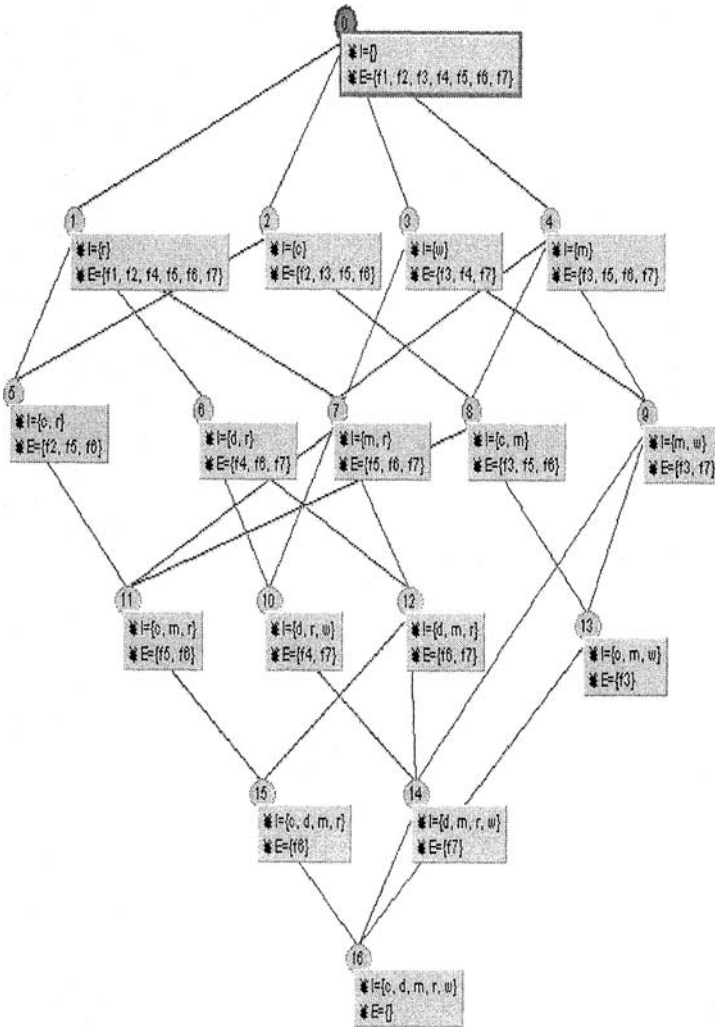 0
I={}
E={f1, f2, f3, f4, f5, f6, f7}
1
I={r}
E={f1, f2, f4, f5, f6, f7}
2
I={c}
E={f2, f3, f5, f6}
3
I={w}
E={f3, f4, f7}
4
I={m}
E={f3, f5, f6, f7}
5
I={c, r}
E={f2, f5, f6}
6
I={d, r}
E={f4, f6, f7}
7
I={m, r}
E={f5, f6, f7}
8
I={c, m}
E={f3, f5, f6}
9
I={m, w}
E={f3, f7}
11
I={c, m, r}
E={f5, f6}
10
I={d, r, w}
E={f4, f7}
12
I={d, m, r}
E={f6, f7}
13
I={c, m, w}
E={f3}
15
I={c, d, m, r}
E={f6}
14
I={d, m, r, w}
E={f7}
16
I={c, d, m, r, w}
E={}